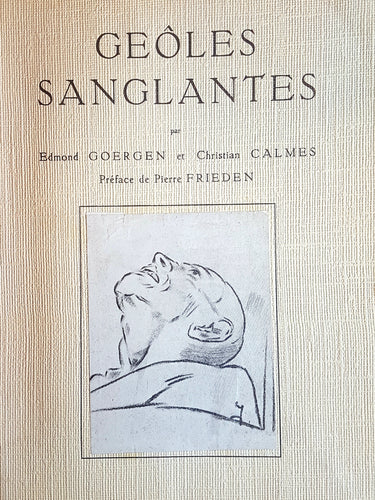 GEÔLES
SANGLANTES
par
Edmond GOERGEN et Christian CALMES
Préface de Pierre FRIEDEN